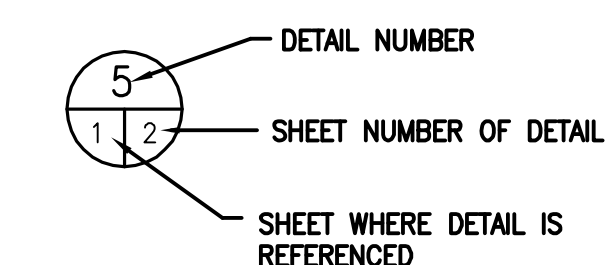 DETAIL NUMBER
5
1 2
SHEET NUMBER OF DETAIL
SHEET WHERE DETAIL IS
REFERENCED